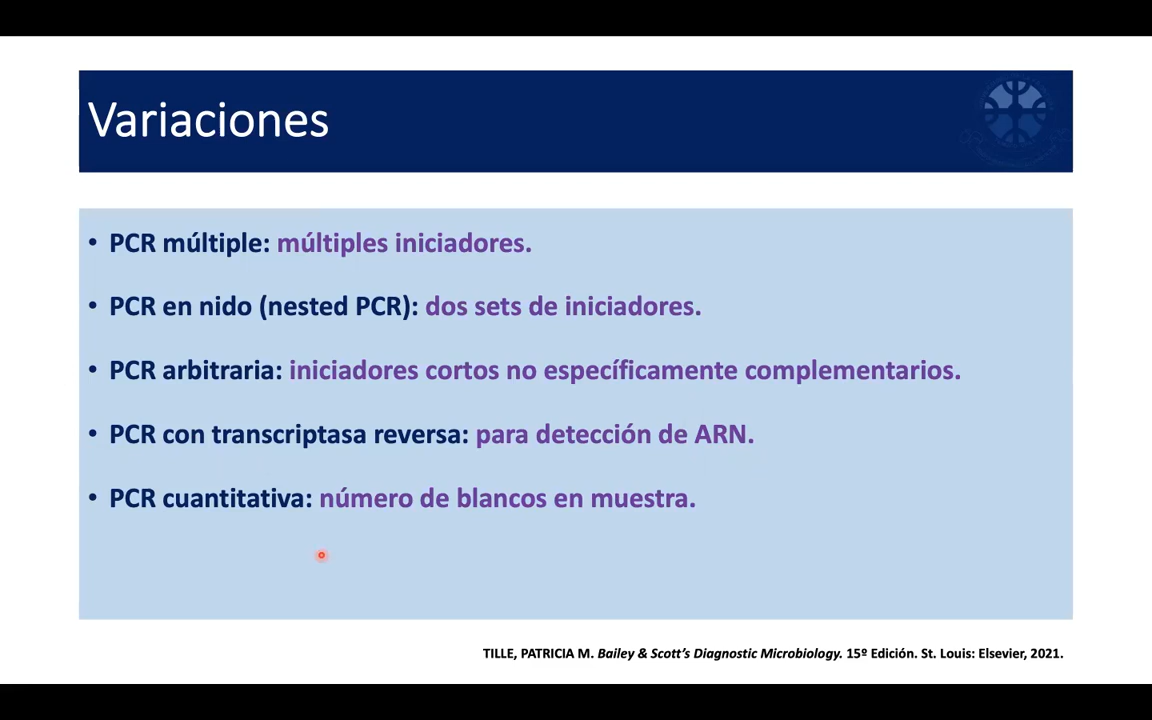 Variaciones
• PCR múltiple: múltiples iniciadores.
• PCR en nido (nested PCR): dos sets de iniciadores.
• PCR arbitraria: iniciadores cortos no específicamente complementarios.
• PCR con transcriptasa reversa: para detección de ARN.
• PCR cuantitativa: número de blancos en muestra.
TILLE, PATRICIA M. Bailey & Scott’s Diagnostic Microbiology. 15º Edición. St. Louis: Elsevier, 2021.